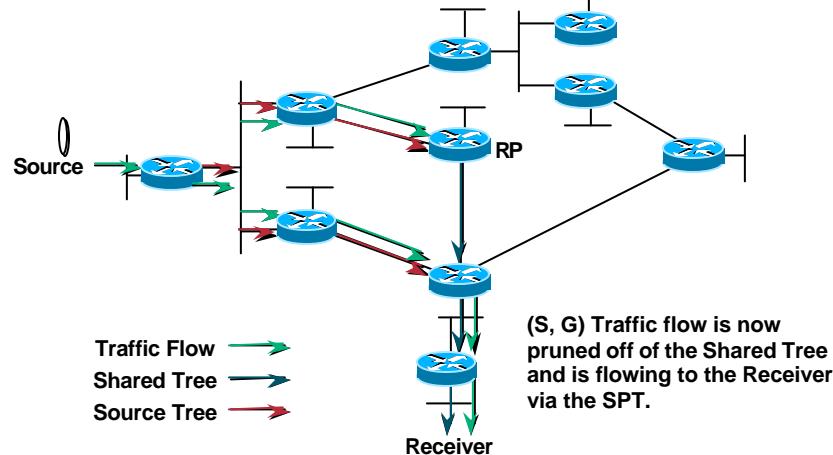 RP
Source
(S, G) Traffic flow is now
pruned off of the Shared Tree
and is flowing to the Receiver
via the SPT.
Traffic Flow
Shared Tree
Source Tree
Receiver